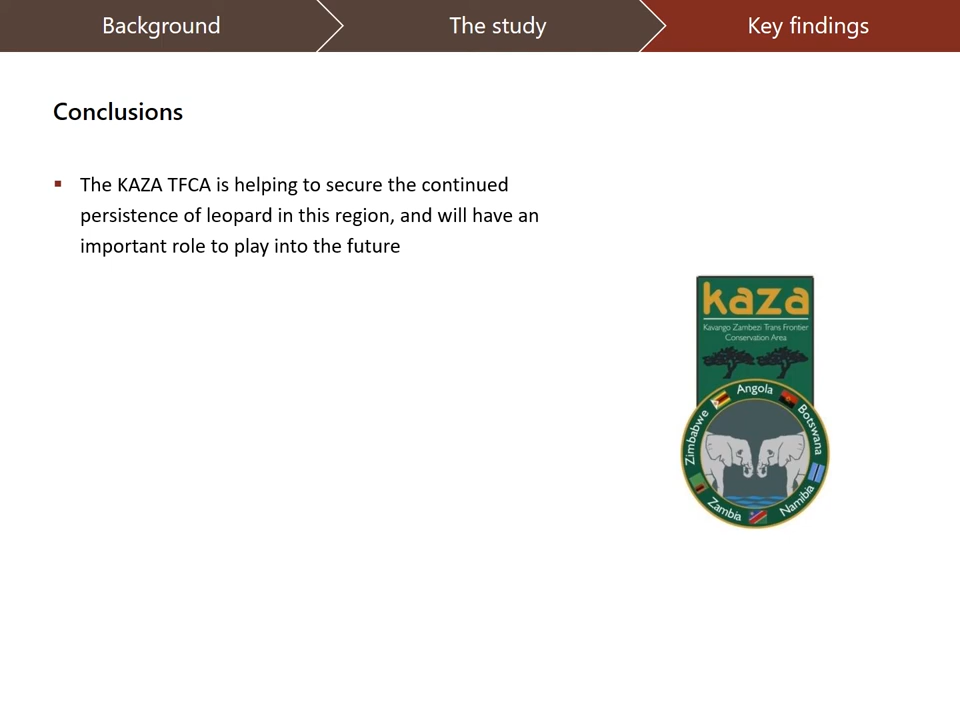 Background
The study
Key findings
Conclusions
▪ The KAZA TFCA is helping to secure the continued
persistence of leopard in this region, and will have an
important role to play into the future
kaza
Kavango Zambezi Trans Frontier
Conservation Area
Angola
Zimbabwe
Botswana
Zambia
Namibia